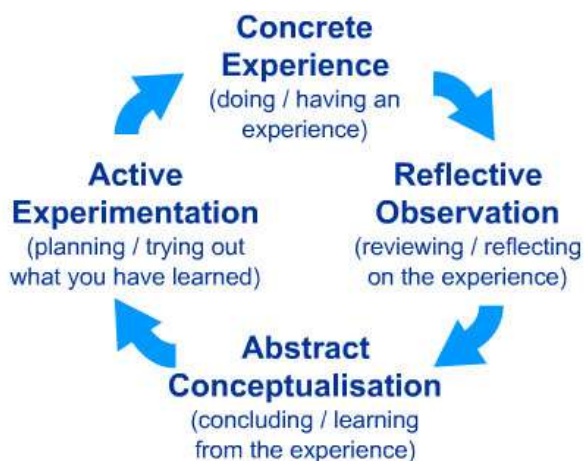 Concrete
Experience
(doing / having an
experience)
Active
Experimentation
(planning / trying out
what you have learned)
Reflective
Observation
(reviewing / reflecting
on the experience)
Abstract
Conceptualisation
(concluding / learning
from the experience)